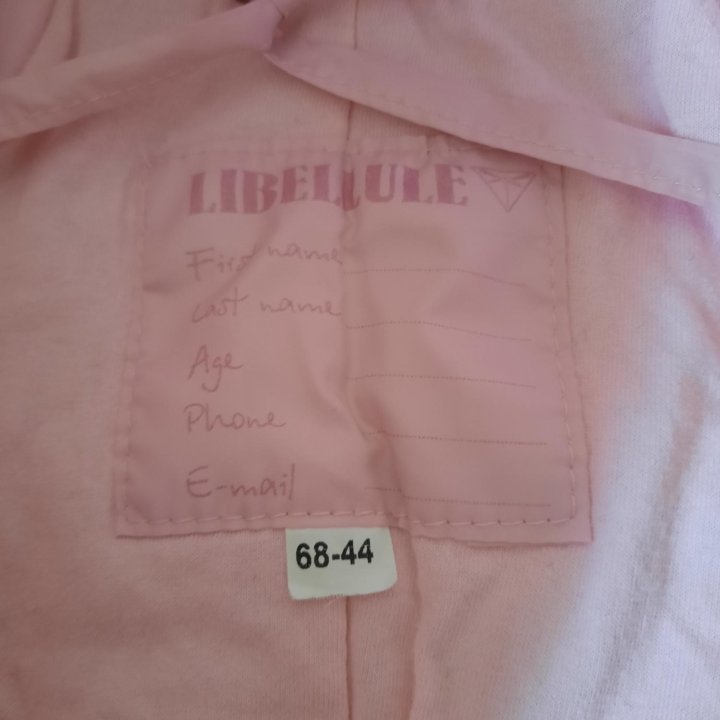 LIBELLULE
First name
Last name
Age
Phone
E-mail
68-44